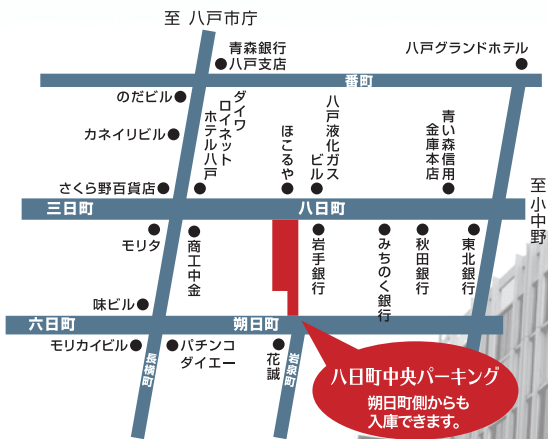 至 八戸市庁
青森銀行
八戸支店
八戸グランドホテル
番町
のだビル
カネイリビル
ダイワ
ロイネット
ホテル八戸
ほこるや
八戸液化ガス
ビル
青い森信用
金庫本店
さくら野百貨店
至小中野
三日町
八日町
モリタ
商工中金
岩手銀行
みちのく銀行
秋田銀行
東北銀行
味ビル
六日町
朔日町
モリカイビル
長横町
パチンコ
ダイエー
花誠
岩泉町
八日町中央パーキング
朔日町側からも
入庫できます。